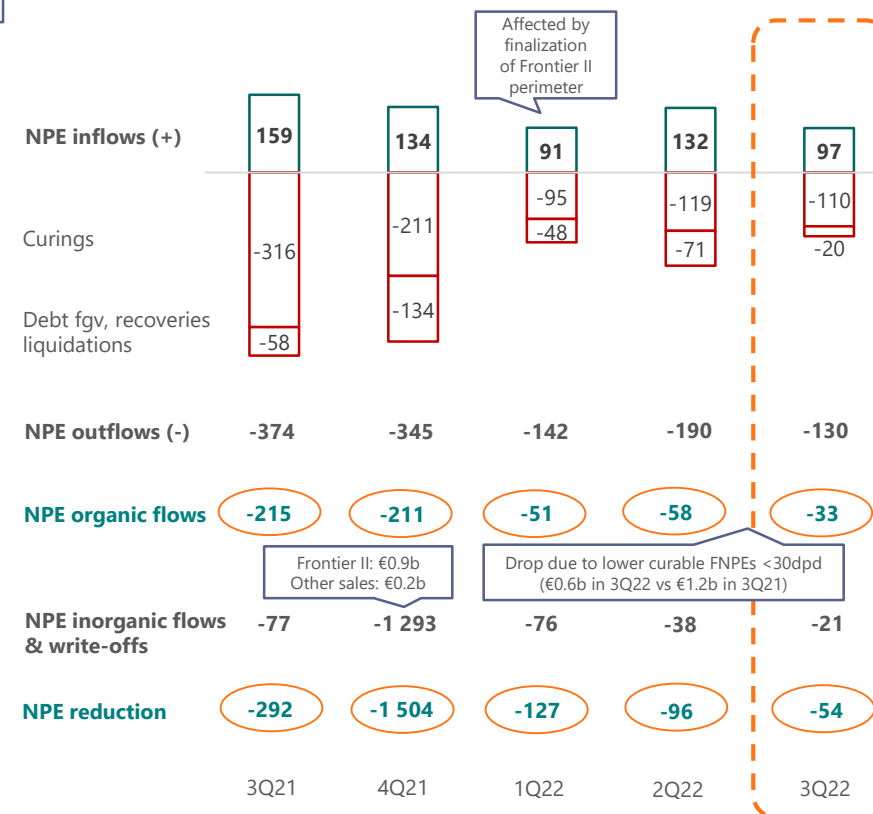 Affected by
finalization
of Frontier II
perimeter
NPE inflows (+)
159
134
91
132
97
Curings
-316
-211
-95
-119
-110
Debt fgv, recoveries
liquidations
-58
-134
-48
-71
-20
NPE outflows (-)
-374
-345
-142
-190
-130
NPE organic flows
-215
-211
-51
-58
-33
Frontier II: €0.9b
Other sales: €0.2b
Drop due to lower curable FNPEs <30dpd
(€0.6b in 3Q22 vs €1.2b in 3Q21)
NPE inorganic flows
& write-offs
-77
-1 293
-76
-38
-21
NPE reduction
-292
-1 504
-127
-96
-54
3Q21
4Q21
1Q22
2Q22
3Q22